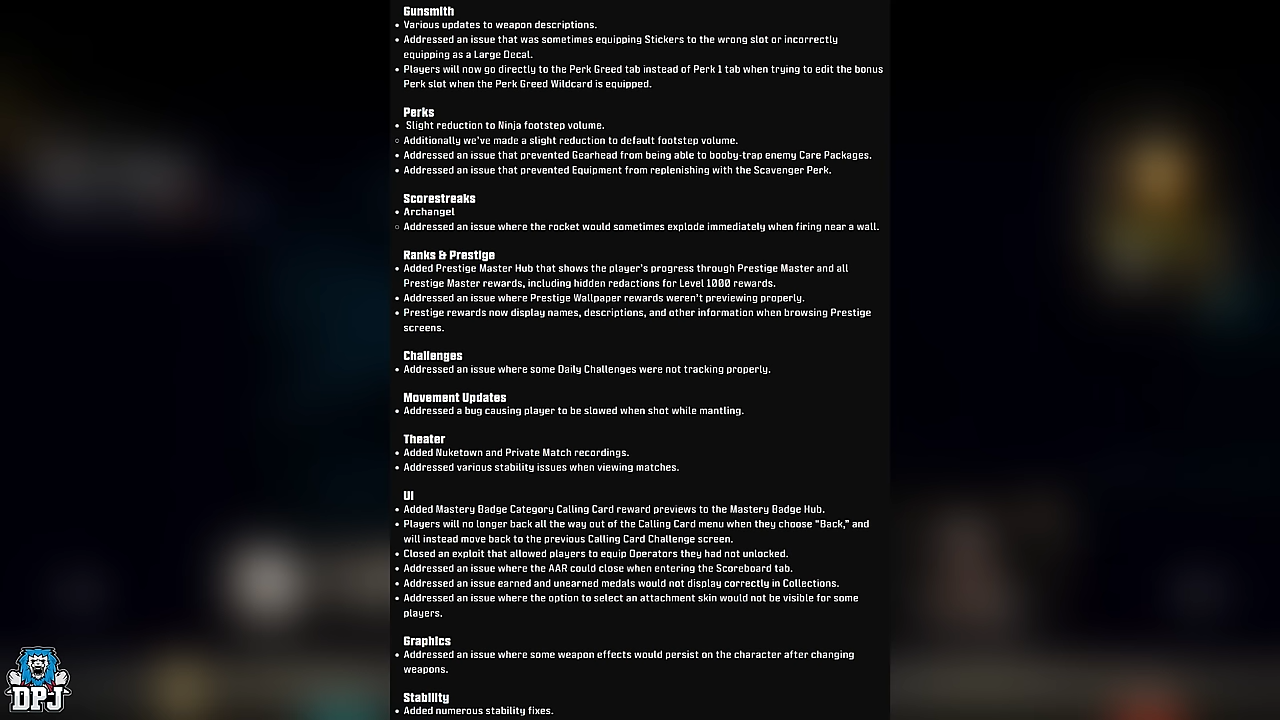 Gunsmith
• Various updates to weapon descriptions.
• Addressed an issue that was sometimes equipping Stickers to the wrong slot or incorrectly
equipping as a Large Decal.
• Players will now go directly to the Perk Greed tab instead of Perk 1 tab when trying to edit the bonus
Perk slot when the Perk Greed Wildcard is equipped.
Perks
• Slight reduction to Ninja footstep volume.
○ Additionally we've made a slight reduction to default footstep volume.
• Addressed an issue that prevented Gearhead from being able to booby-trap enemy Care Packages.
• Addressed an issue that prevented Equipment from replenishing with the Scavenger Perk.
Scorestreaks
• Archangel
○ Addressed an issue where the rocket would sometimes explode immediately when firing near a wall.
Ranks & Prestige
• Added Prestige Master Hub that shows the player's progress through Prestige Master and all
Prestige Master rewards, including hidden redactions for Level 1000 rewards.
• Addressed an issue where Prestige Wallpaper rewards weren't previewing properly.
• Prestige rewards now display names, descriptions, and other information when browsing Prestige
screens.
Challenges
• Addressed an issue where some Daily Challenges were not tracking properly.
Movement Updates
• Addressed a bug causing player to be slowed when shot while mantling.
Theater
• Added Nuketown and Private Match recordings.
• Addressed various stability issues when viewing matches.
UI
• Added Mastery Badge Category Calling Card reward previews to the Mastery Badge Hub.
• Players will no longer back all the way out of the Calling Card menu when they choose "Back," and
will instead move back to the previous Calling Card Challenge screen.
• Closed an exploit that allowed players to equip Operators they had not unlocked.
• Addressed an issue where the AAR could close when entering the Scoreboard tab.
• Addressed an issue earned and unearned medals would not display correctly in Collections.
• Addressed an issue where the option to select an attachment skin would not be visible for some
players.
Graphics
• Addressed an issue where some weapon effects would persist on the character after changing
weapons.
Stability
• Added numerous stability fixes.
DPJ